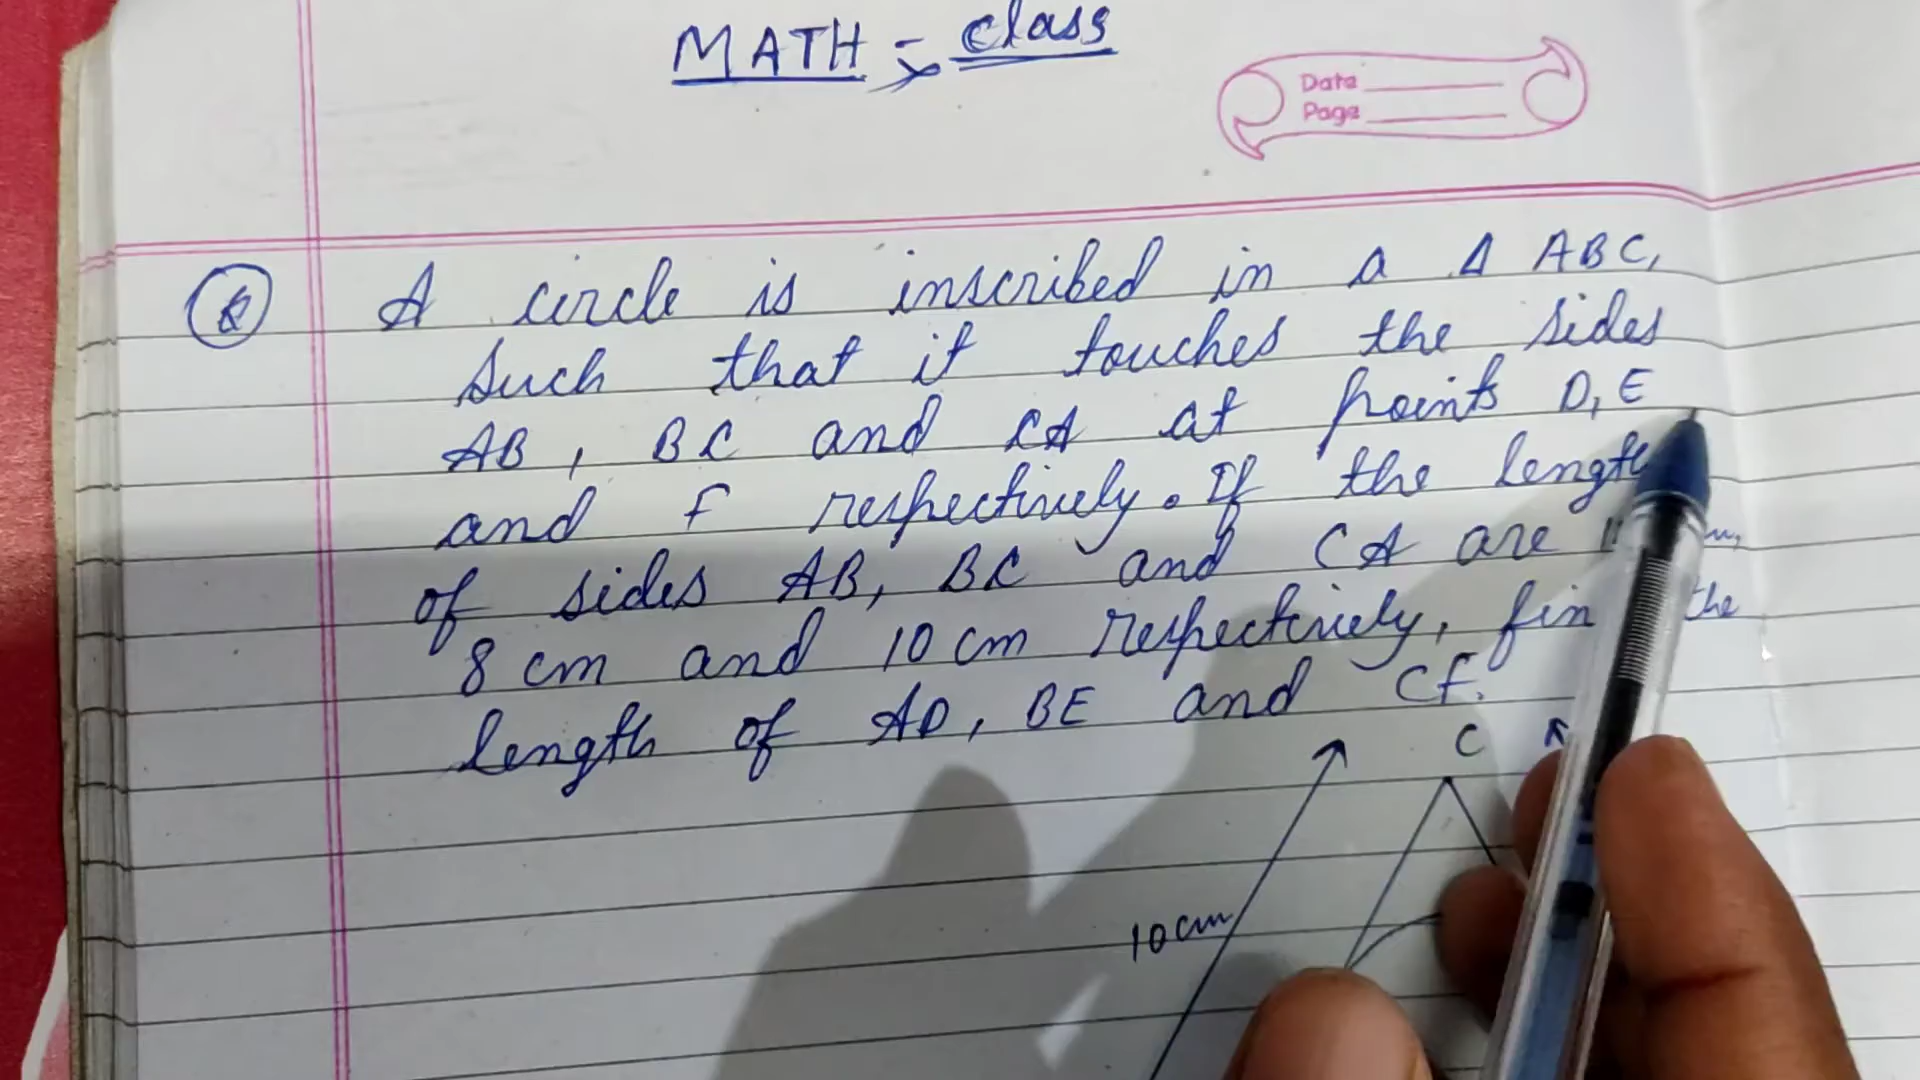 MATH => class
Date
Page
Q A circle is inscribed in a Δ ABC,
such that it touches the sides
AB, BC and CA at points D, E
and F respectively. If the length
of sides AB, BC and CA are
8 cm and 10 cm respectively, find the
length of AD, BE and CF.
C
10cm